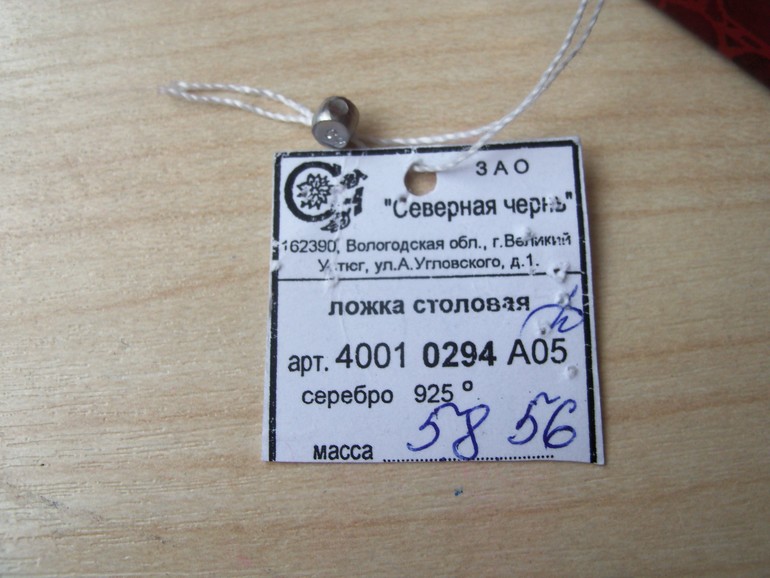 ЗАО
"Северная чернь"
162390, Вологодская обл., г.Великий
Устюг, ул.А.Угловского, д.1.
ложка столовая
арт. 4001 0294 А05
серебро 925 °
масса 58 56